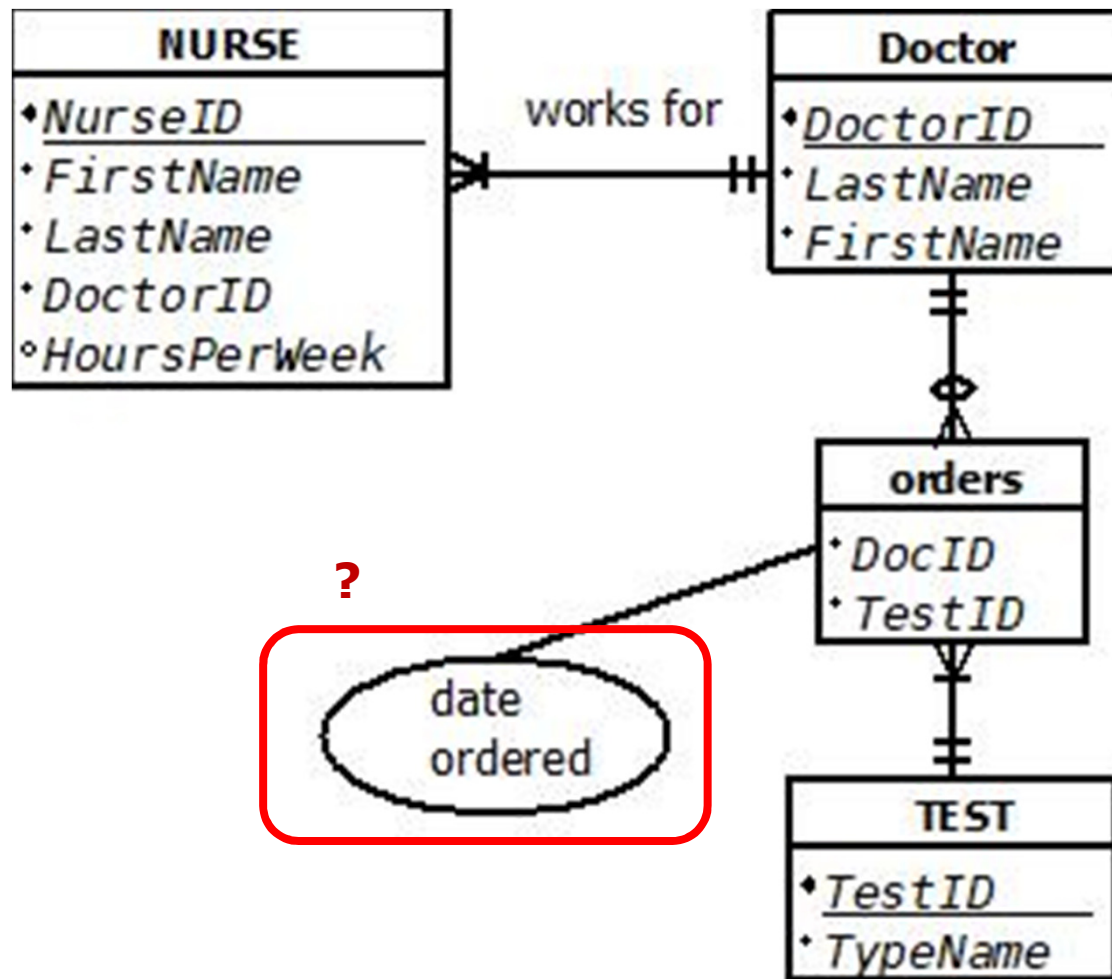 NURSE
NurseID
FirstName
LastName
DoctorID
HoursPerWeek
works for
Doctor
DoctorID
LastName
FirstName
orders
DocID
TestID
?
date
ordered
TEST
TestID
TypeName